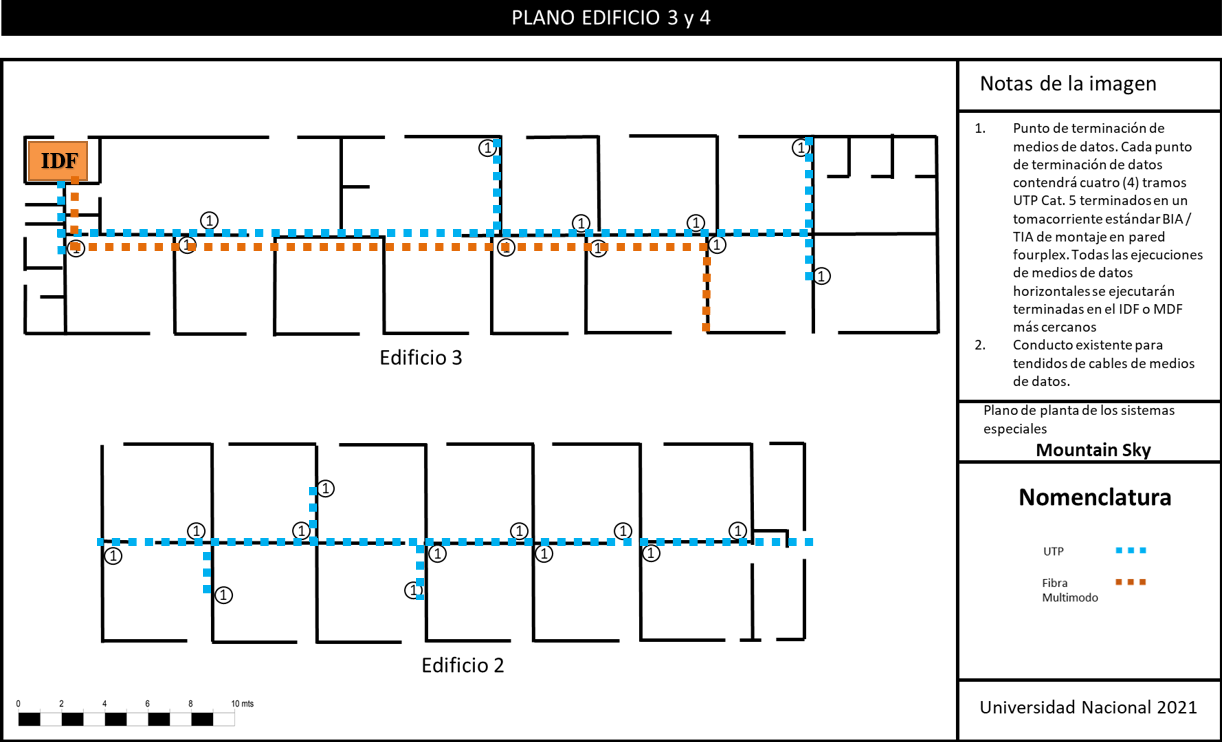 PLANO EDIFICIO 3 y 4
IDF
1
1
1
1
1
1
1
1
1
1
1
1
Edificio 3
1
1
1
1
1
1
1
1
1
1
1
1
Edificio 2
0 2 4 6 8 10 mts
Notas de la imagen
1. Punto de terminación de
medios de datos. Cada punto
de terminación de datos
contendrá cuatro (4) tramos
UTP Cat. 5 terminados en un
tomacorriente estándar BIA /
TIA de montaje en pared
fourplex. Todas las ejecuciones
de medios de datos
horizontales se ejecutarán
terminadas en el IDF o MDF
más cercanos
2. Conducto existente para
tendidos de cables de medios
de datos.
Plano de planta de los sistemas
especiales
Mountain Sky
Nomenclatura
UTP
Fibra
Multimodo
Universidad Nacional 2021